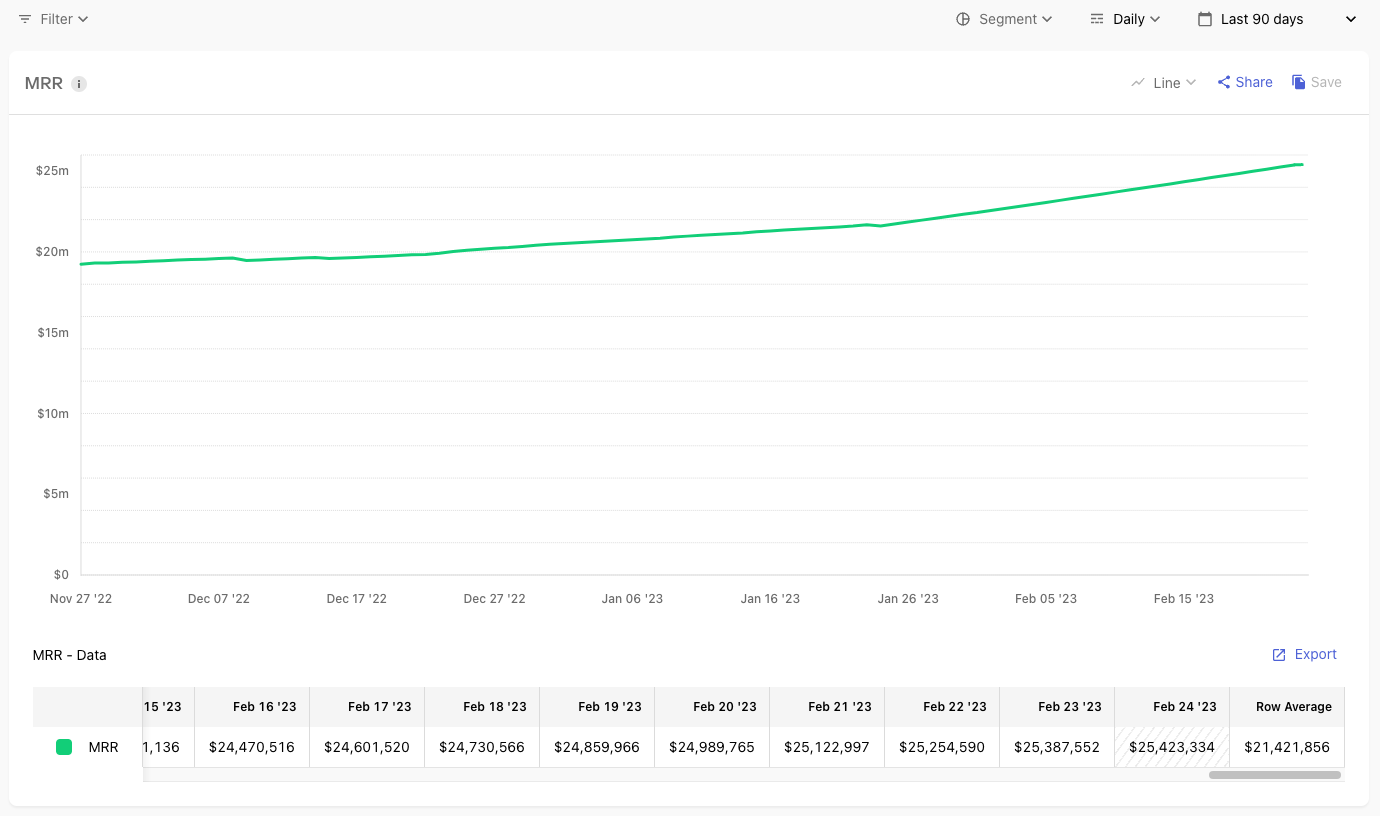 Filter Segment Daily Last 90 days
MRR i Line Share Save
$25m
$20m
$15m
$10m
$5m
$0
Nov 27 '22 Dec 07 '22 Dec 17 '22 Dec 27 '22 Jan 06 '23 Jan 16 '23 Jan 26 '23 Feb 05 '23 Feb 15 '23
MRR - Data Export
15 '23 Feb 16 '23 Feb 17 '23 Feb 18 '23 Feb 19 '23 Feb 20 '23 Feb 21 '23 Feb 22 '23 Feb 23 '23 Feb 24 '23 Row Average
MRR 1,136 $24,470,516 $24,601,520 $24,730,566 $24,859,966 $24,989,765 $25,122,997 $25,254,590 $25,387,552 $25,423,334 $21,421,856